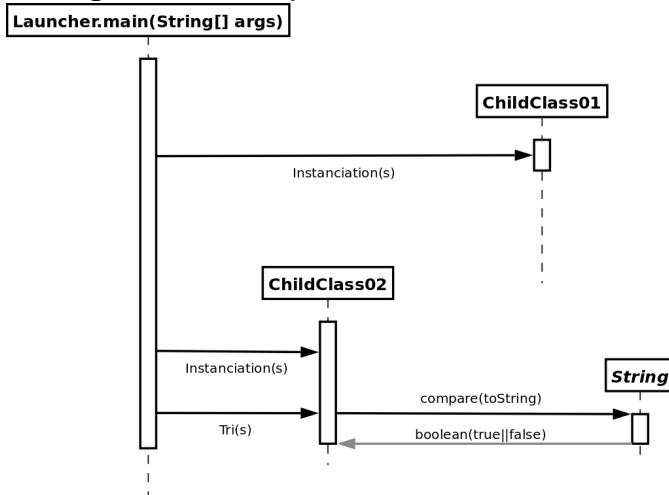 Launcher.main(String[] args)
ChildClass01
Instanciation(s)
ChildClass02
Instanciation(s)
String
compare(toString)
Tri(s)
boolean(true||false)